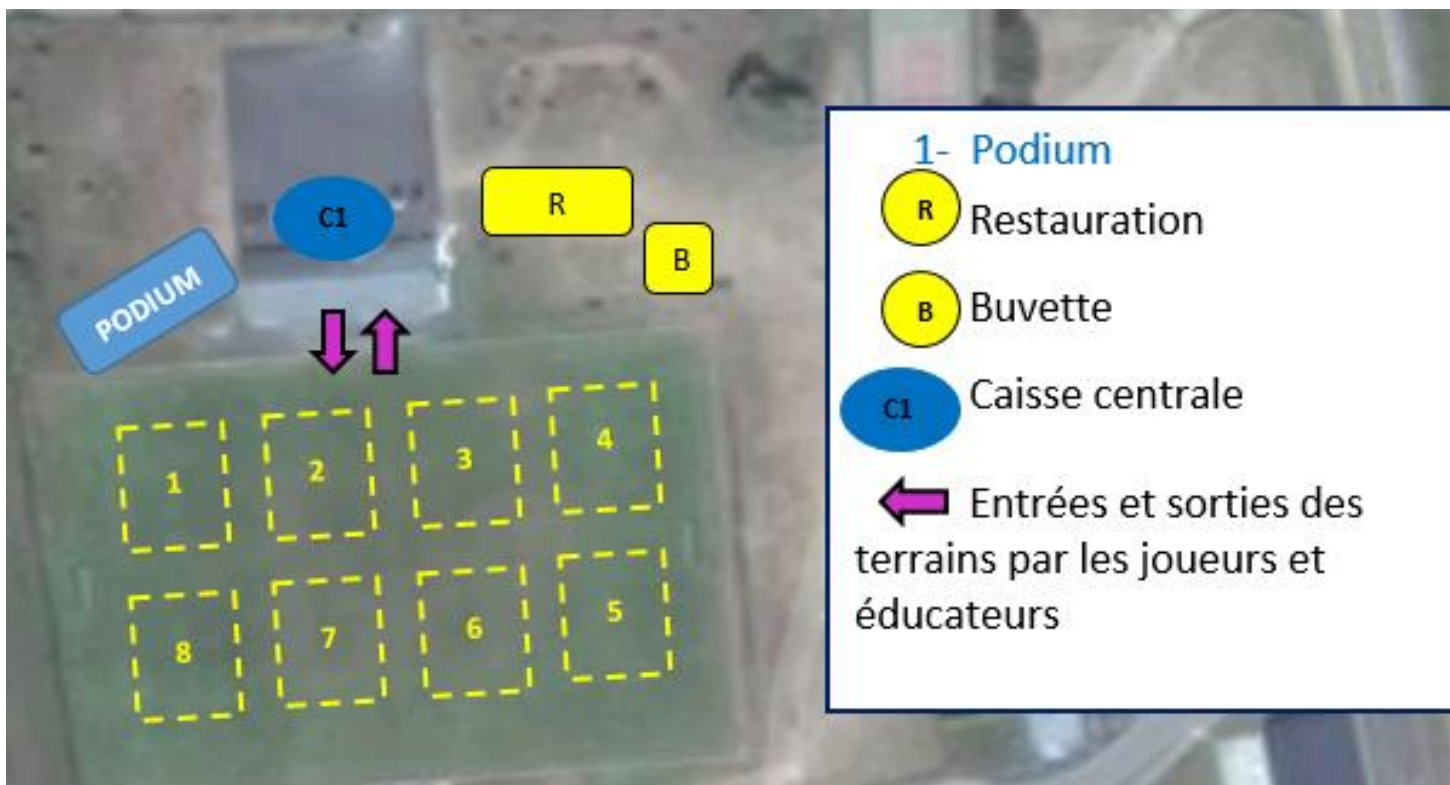 C1
R
B
PODIUM
1
2
3
4
8
7
6
5
1- Podium
R Restauration
B Buvette
C1 Caisse centrale
Entrées et sorties des
terrains par les joueurs et
éducateurs